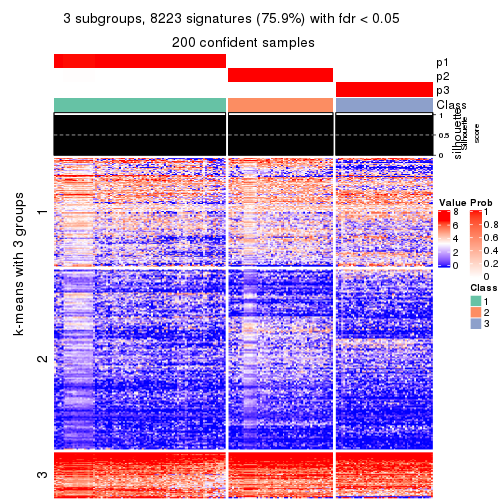 3 subgroups, 8223 signatures (75.9%) with fdr < 0.05
200 confident samples
p1
p2
p3
Class
silhouette
Silhouette
score
1
0.5
0
k-means with 3 groups
1
2
3
Value
8
6
4
2
0
Prob
1
0.8
0.6
0.4
0.2
0
Class
1
2
3